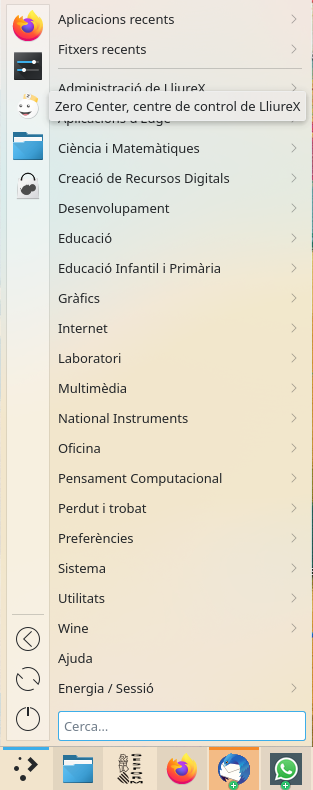 Aplicacions recents
Fitxers recents
Administració de LliureX
Zero Center, centre de control de LliureX
Aplicacions d'Edge
Ciència i Matemàtiques
Creació de Recursos Digitals
Desenvolupament
Educació
Educació Infantil i Primària
Gràfics
Internet
Laboratori
Multimèdia
National Instruments
Oficina
Pensament Computacional
Perdut i trobat
Preferències
Sistema
Utilitats
Wine
Ajuda
Energia / Sessió
Cerca...